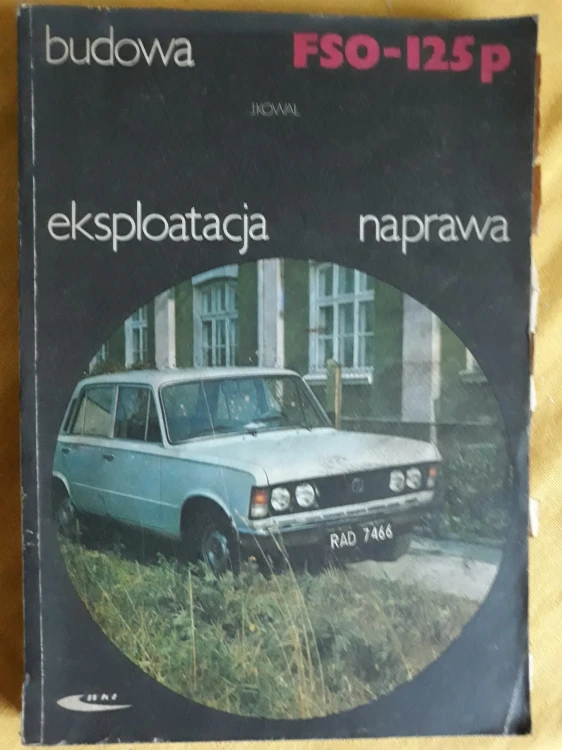 budowa FSO-125p
J.KOWAL
eksploatacja naprawa
RAD 7466